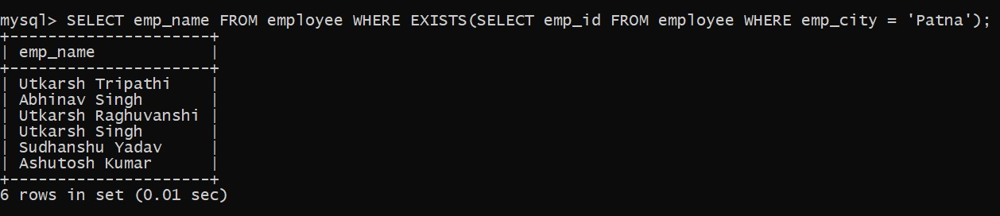 mysql> SELECT emp_name FROM employee WHERE EXISTS(SELECT emp_id FROM employee WHERE emp_city = 'Patna');
+--------------------+
| emp_name           |
+--------------------+
| Utkarsh Tripathi   |
| Abhinav Singh      |
| Utkarsh Raghuvanshi |
| Utkarsh Singh      |
| Sudhanshu Yadav    |
| Ashutosh Kumar     |
+--------------------+
6 rows in set (0.01 sec)